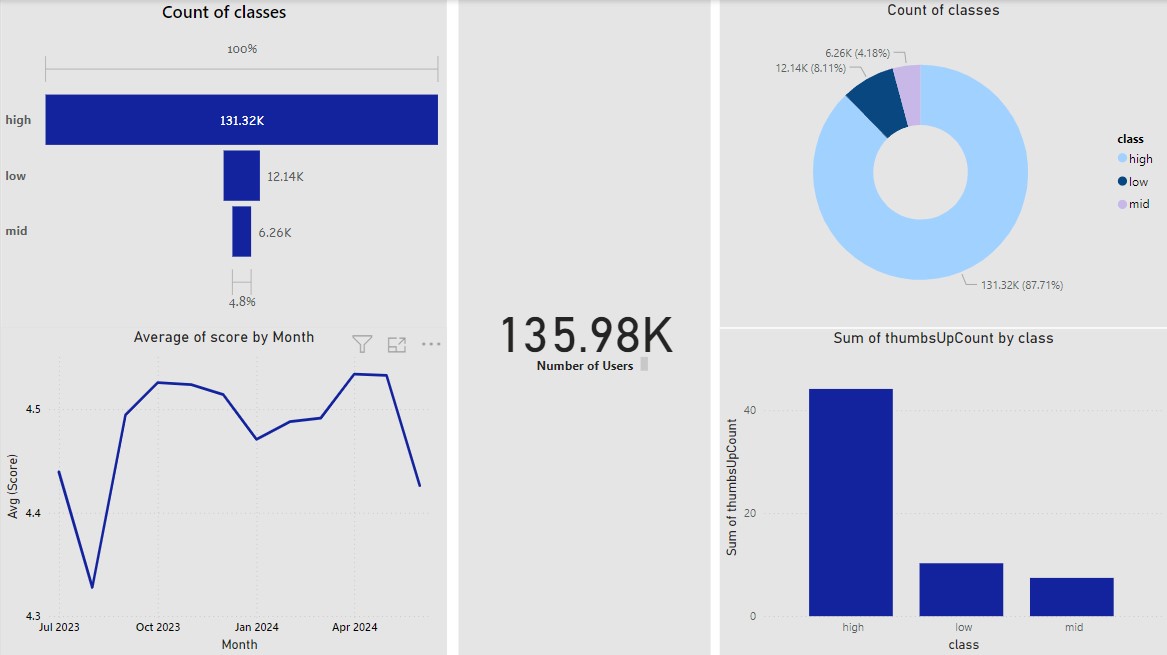 Count of classes
100%
high
131.32K
low
12.14K
mid
6.26K
4.8%
Average of score by Month
Avg (Score)
4.5
4.4
4.3
Jul 2023
Oct 2023
Jan 2024
Apr 2024
Month
135.98K
Number of Users
Count of classes
6.26K (4.18%)
12.14K (8.11%)
131.32K (87.71%)
class
high
low
mid
Sum of thumbsUpCount by class
Sum of thumbsUpCount
40
20
0
high
low
mid
class